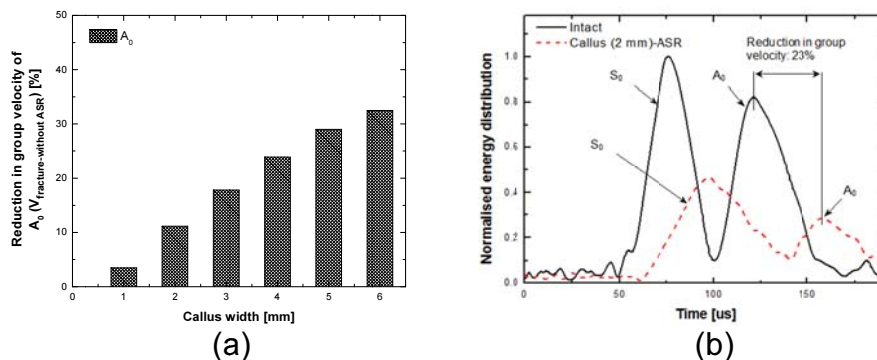 50
40
30
20
10
0
Reduction in group velocity of
A₀ (V_fracture-without ASR) [%]
A₀
0 1 2 3 4 5 6
Callus width [mm]
(a)
Intact
Callus (2 mm)-ASR
Reduction in group
velocity: 23%
S₀
A₀
S₀
A₀
1.0
0.8
0.6
0.4
0.2
0.0
Normalised energy distribution
0 50 100 150
Time [us]
(b)